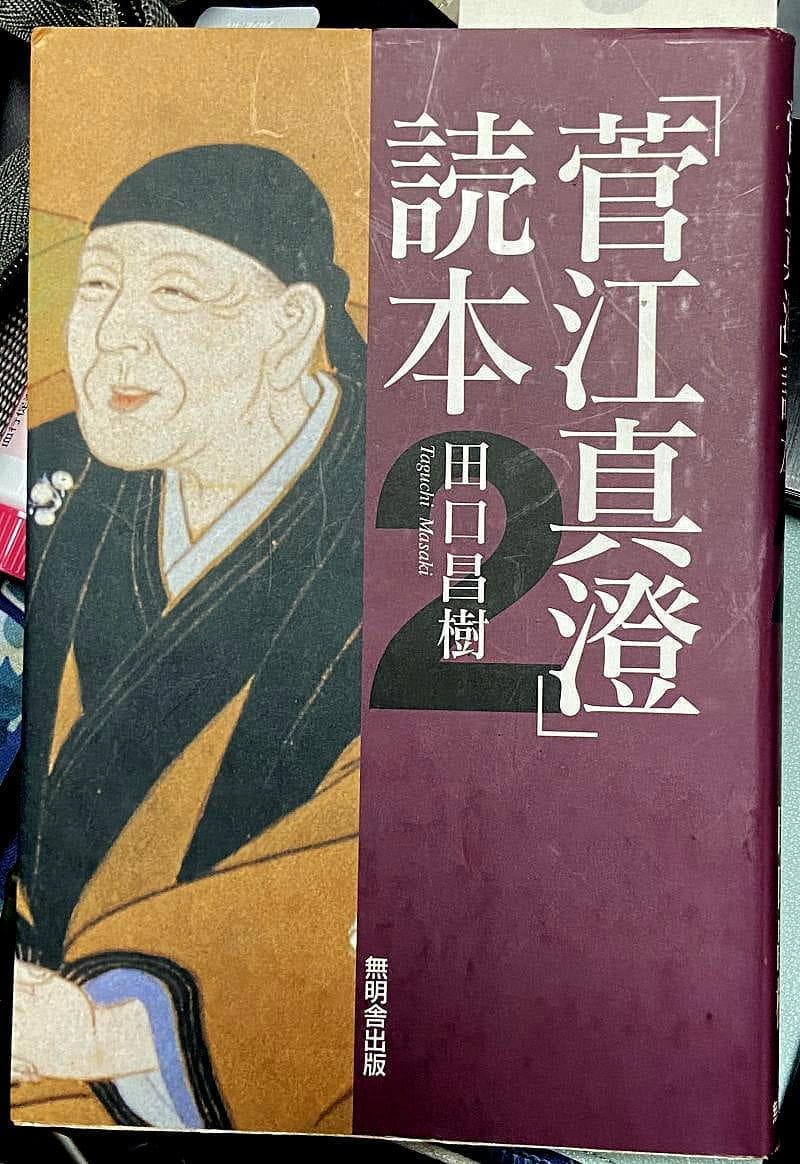 「菅江真澄」
読本
2
田口昌樹
Taguchi Masaki
無明舎出版